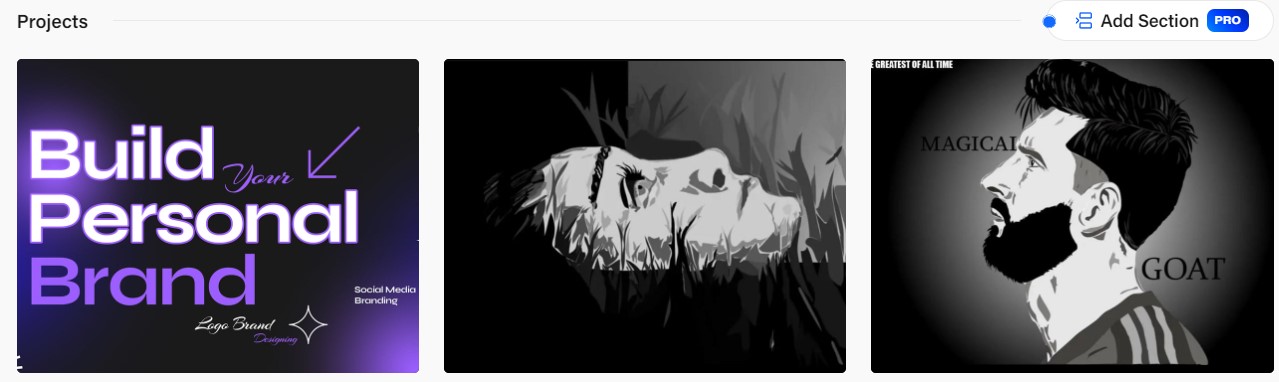 Projects
Add Section PRO
Build Your
Personal
Brand
Social Media
Branding
Logo Brand
Designing
GREATEST OF ALL TIME
MAGICAL
GOAT